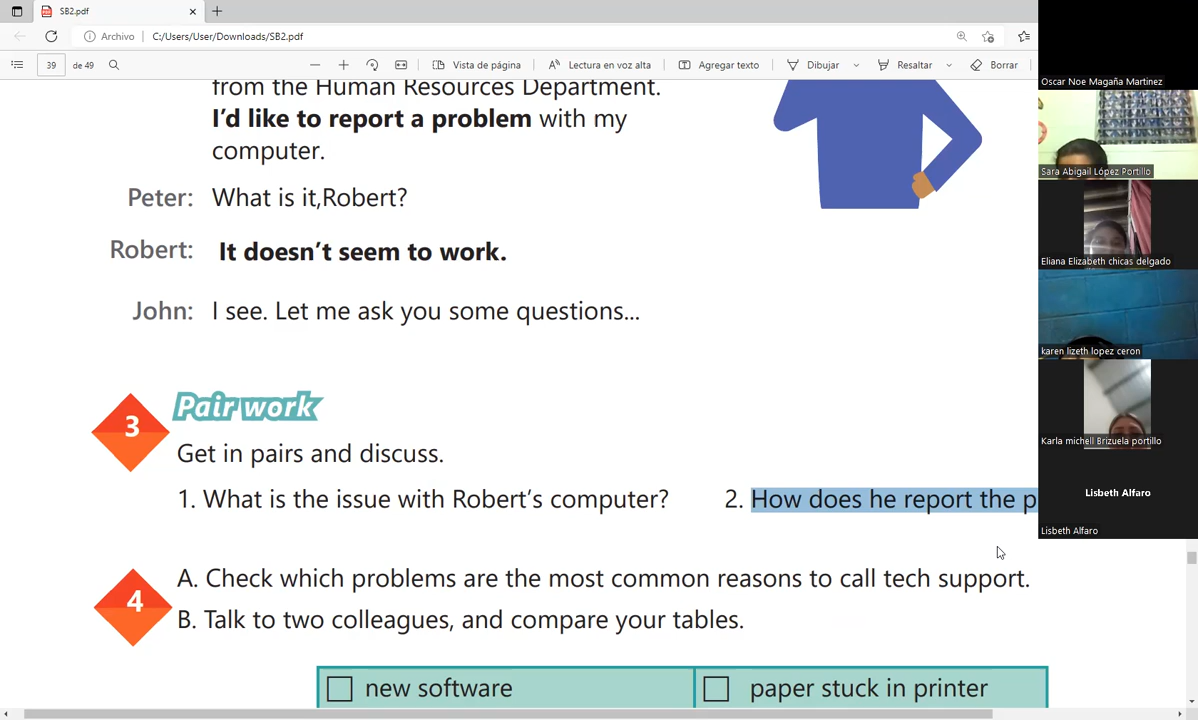 SB2.pdf
Archivo
C:/Users/User/Downloads/SB2.pdf
39
de 49
Vista de página
Lectura en voz alta
Agregar texto
Dibujar
Resaltar
Borrar
from the Human Resources Department.
I'd like to report a problem with my
computer.
Peter: What is it,Robert?
Robert: It doesn't seem to work.
John: I see. Let me ask you some questions...
3 Pair work
Get in pairs and discuss.
1. What is the issue with Robert's computer? 2. How does he report the p
4
A. Check which problems are the most common reasons to call tech support.
B. Talk to two colleagues, and compare your tables.
new software
paper stuck in printer
Oscar Noe Magaña Martinez
Sara Abigail López Portillo
Eliana Elizabeth chicas delgado
karen lizeth lopez ceron
Karla michell Brizuela portillo
Lisbeth Alfaro
Lisbeth Alfaro